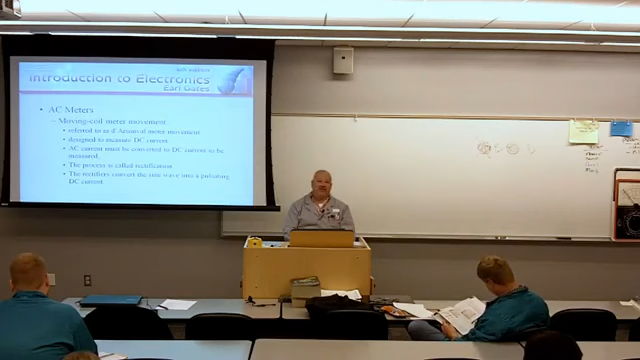 6th edition
Introduction to Electronics
Earl Gates
• AC Meters
– Moving-coil meter movement
• referred to as d'Arsonval meter movement
• designed to measure DC current.
• AC current must be converted to DC current to be
measured.
• The process is called rectification
• The rectifiers convert the sine wave into a pulsating
DC current.